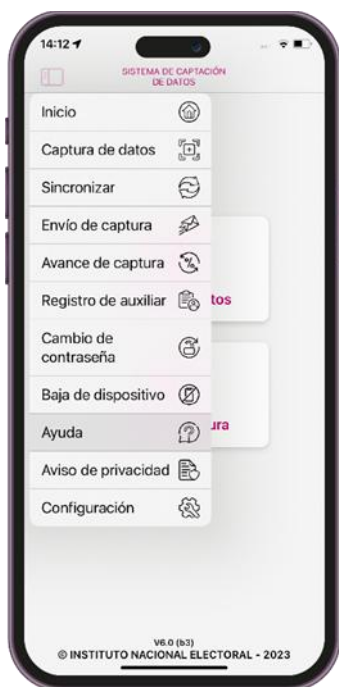 14:12
SISTEMA DE CAPTACIÓN
DE DATOS
Inicio
Captura de datos
Sincronizar
Envío de captura
Avance de captura
Registro de auxiliar
tos
Cambio de
contraseña
Baja de dispositivo
Ayuda
ura
Aviso de privacidad
Configuración
V6.0 (b3)
© INSTITUTO NACIONAL ELECTORAL - 2023